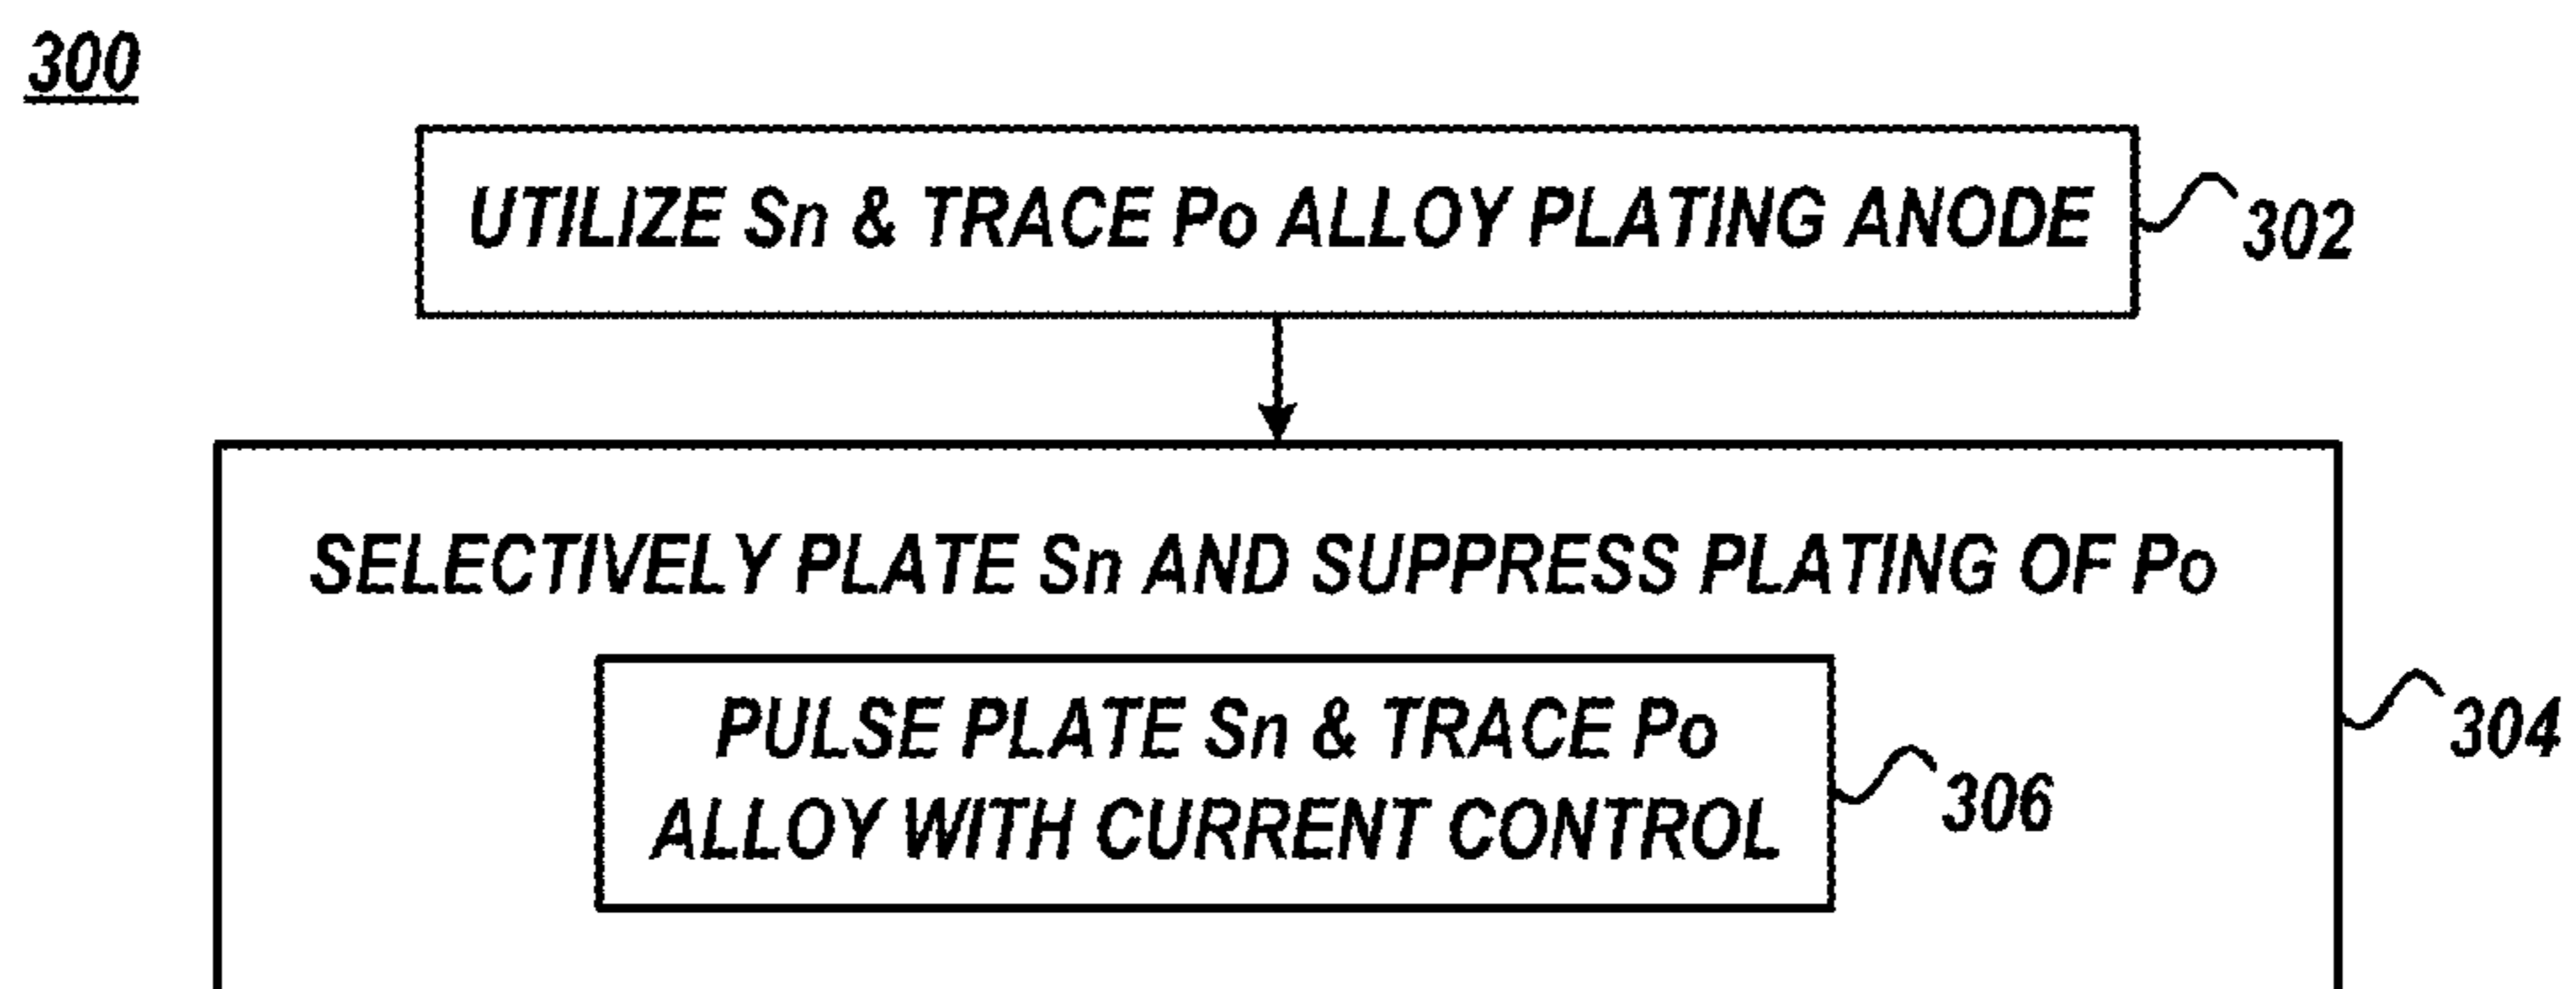 300
UTILIZE Sn & TRACE Po ALLOY PLATING ANODE
302
SELECTIVELY PLATE Sn AND SUPPRESS PLATING OF Po
PULSE PLATE Sn & TRACE Po
ALLOY WITH CURRENT CONTROL
304
306